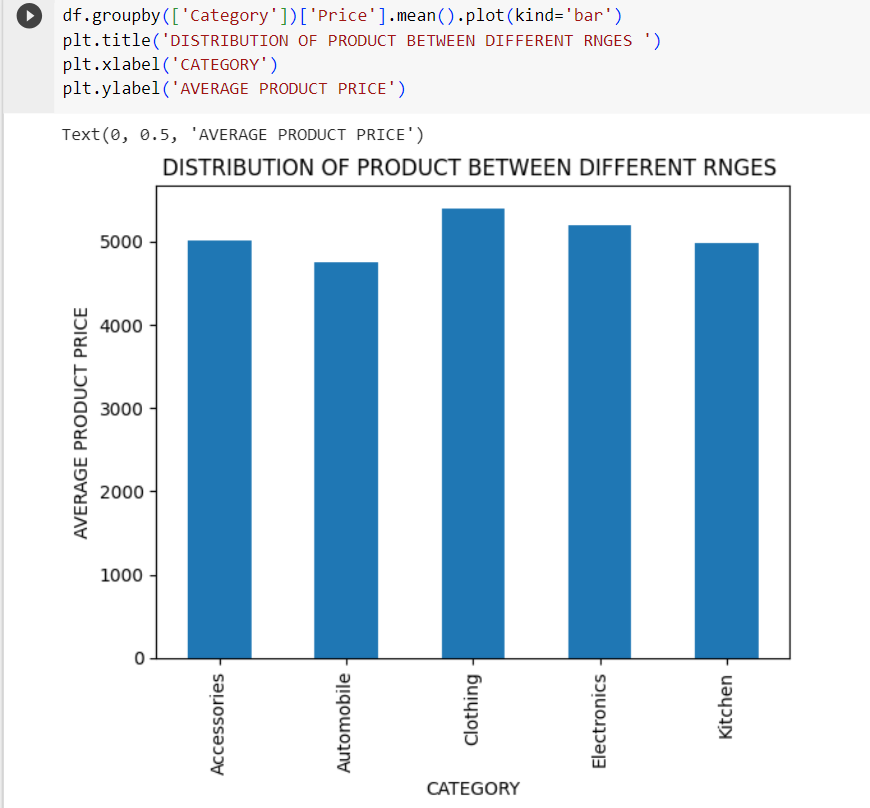 df.groupby(['Category'])['Price'].mean().plot(kind='bar')
plt.title('DISTRIBUTION OF PRODUCT BETWEEN DIFFERENT RNGES ')
plt.xlabel('CATEGORY')
plt.ylabel('AVERAGE PRODUCT PRICE')
Text(0, 0.5, 'AVERAGE PRODUCT PRICE')
DISTRIBUTION OF PRODUCT BETWEEN DIFFERENT RNGES
AVERAGE PRODUCT PRICE
5000
4000
3000
2000
1000
0
Accessories
Automobile
Clothing
Electronics
Kitchen
CATEGORY